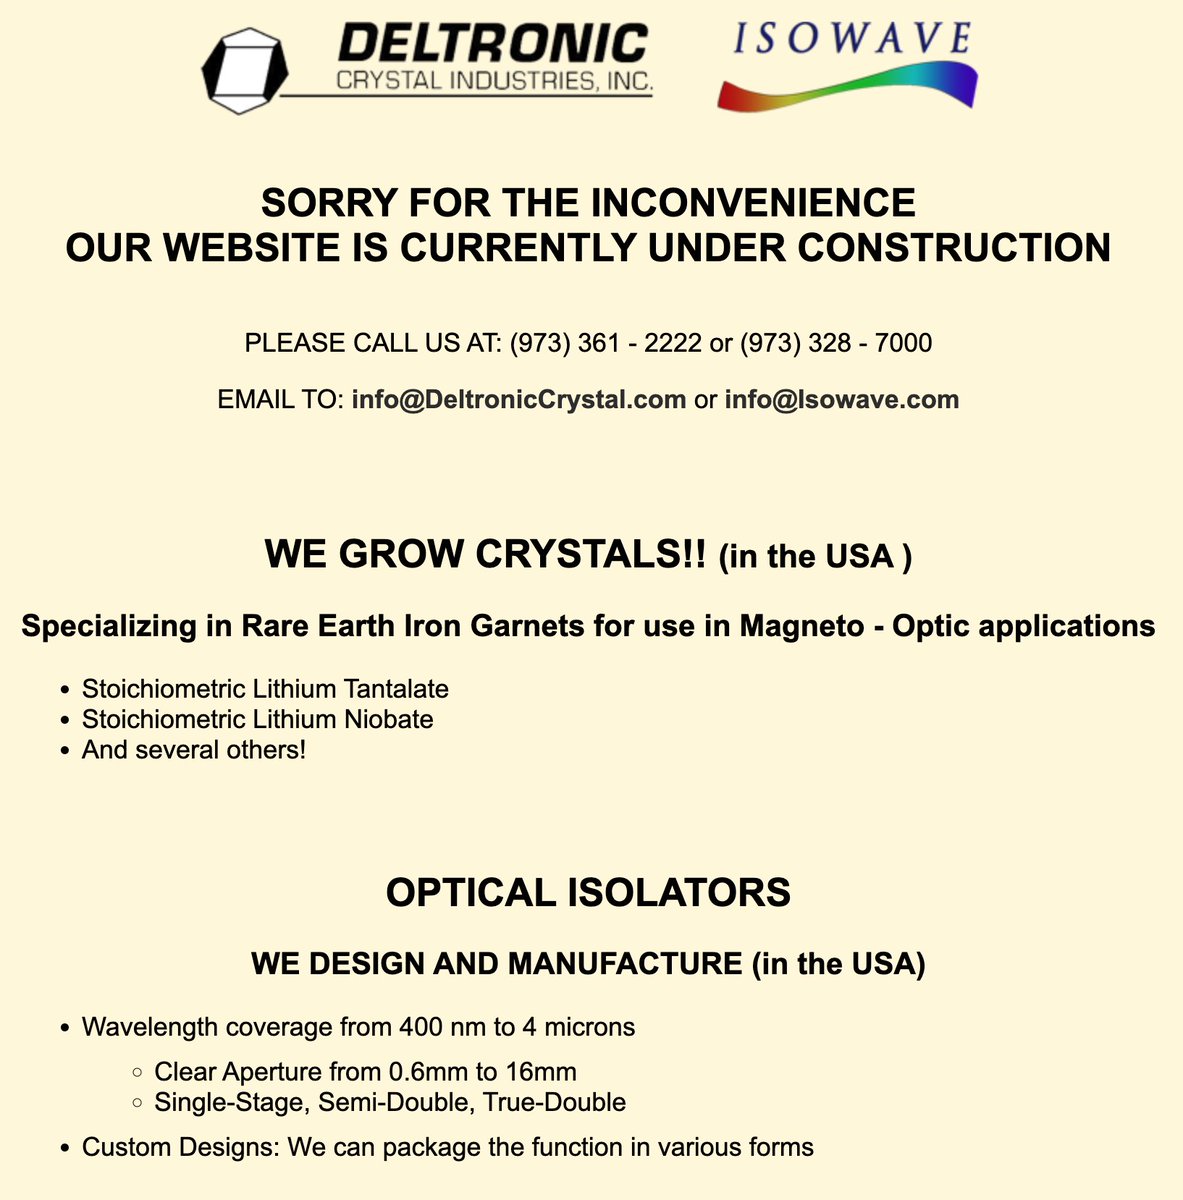 DELTRONIC
CRYSTAL INDUSTRIES, INC.
ISOWAVE
SORRY FOR THE INCONVENIENCE
OUR WEBSITE IS CURRENTLY UNDER CONSTRUCTION
PLEASE CALL US AT: (973) 361 - 2222 or (973) 328 - 7000
EMAIL TO: info@DeltronicCrystal.com or info@Isowave.com
WE GROW CRYSTALS!! (in the USA )
Specializing in Rare Earth Iron Garnets for use in Magneto - Optic applications
• Stoichiometric Lithium Tantalate
• Stoichiometric Lithium Niobate
• And several others!
OPTICAL ISOLATORS
WE DESIGN AND MANUFACTURE (in the USA)
• Wavelength coverage from 400 nm to 4 microns
◦ Clear Aperture from 0.6mm to 16mm
◦ Single-Stage, Semi-Double, True-Double
• Custom Designs: We can package the function in various forms